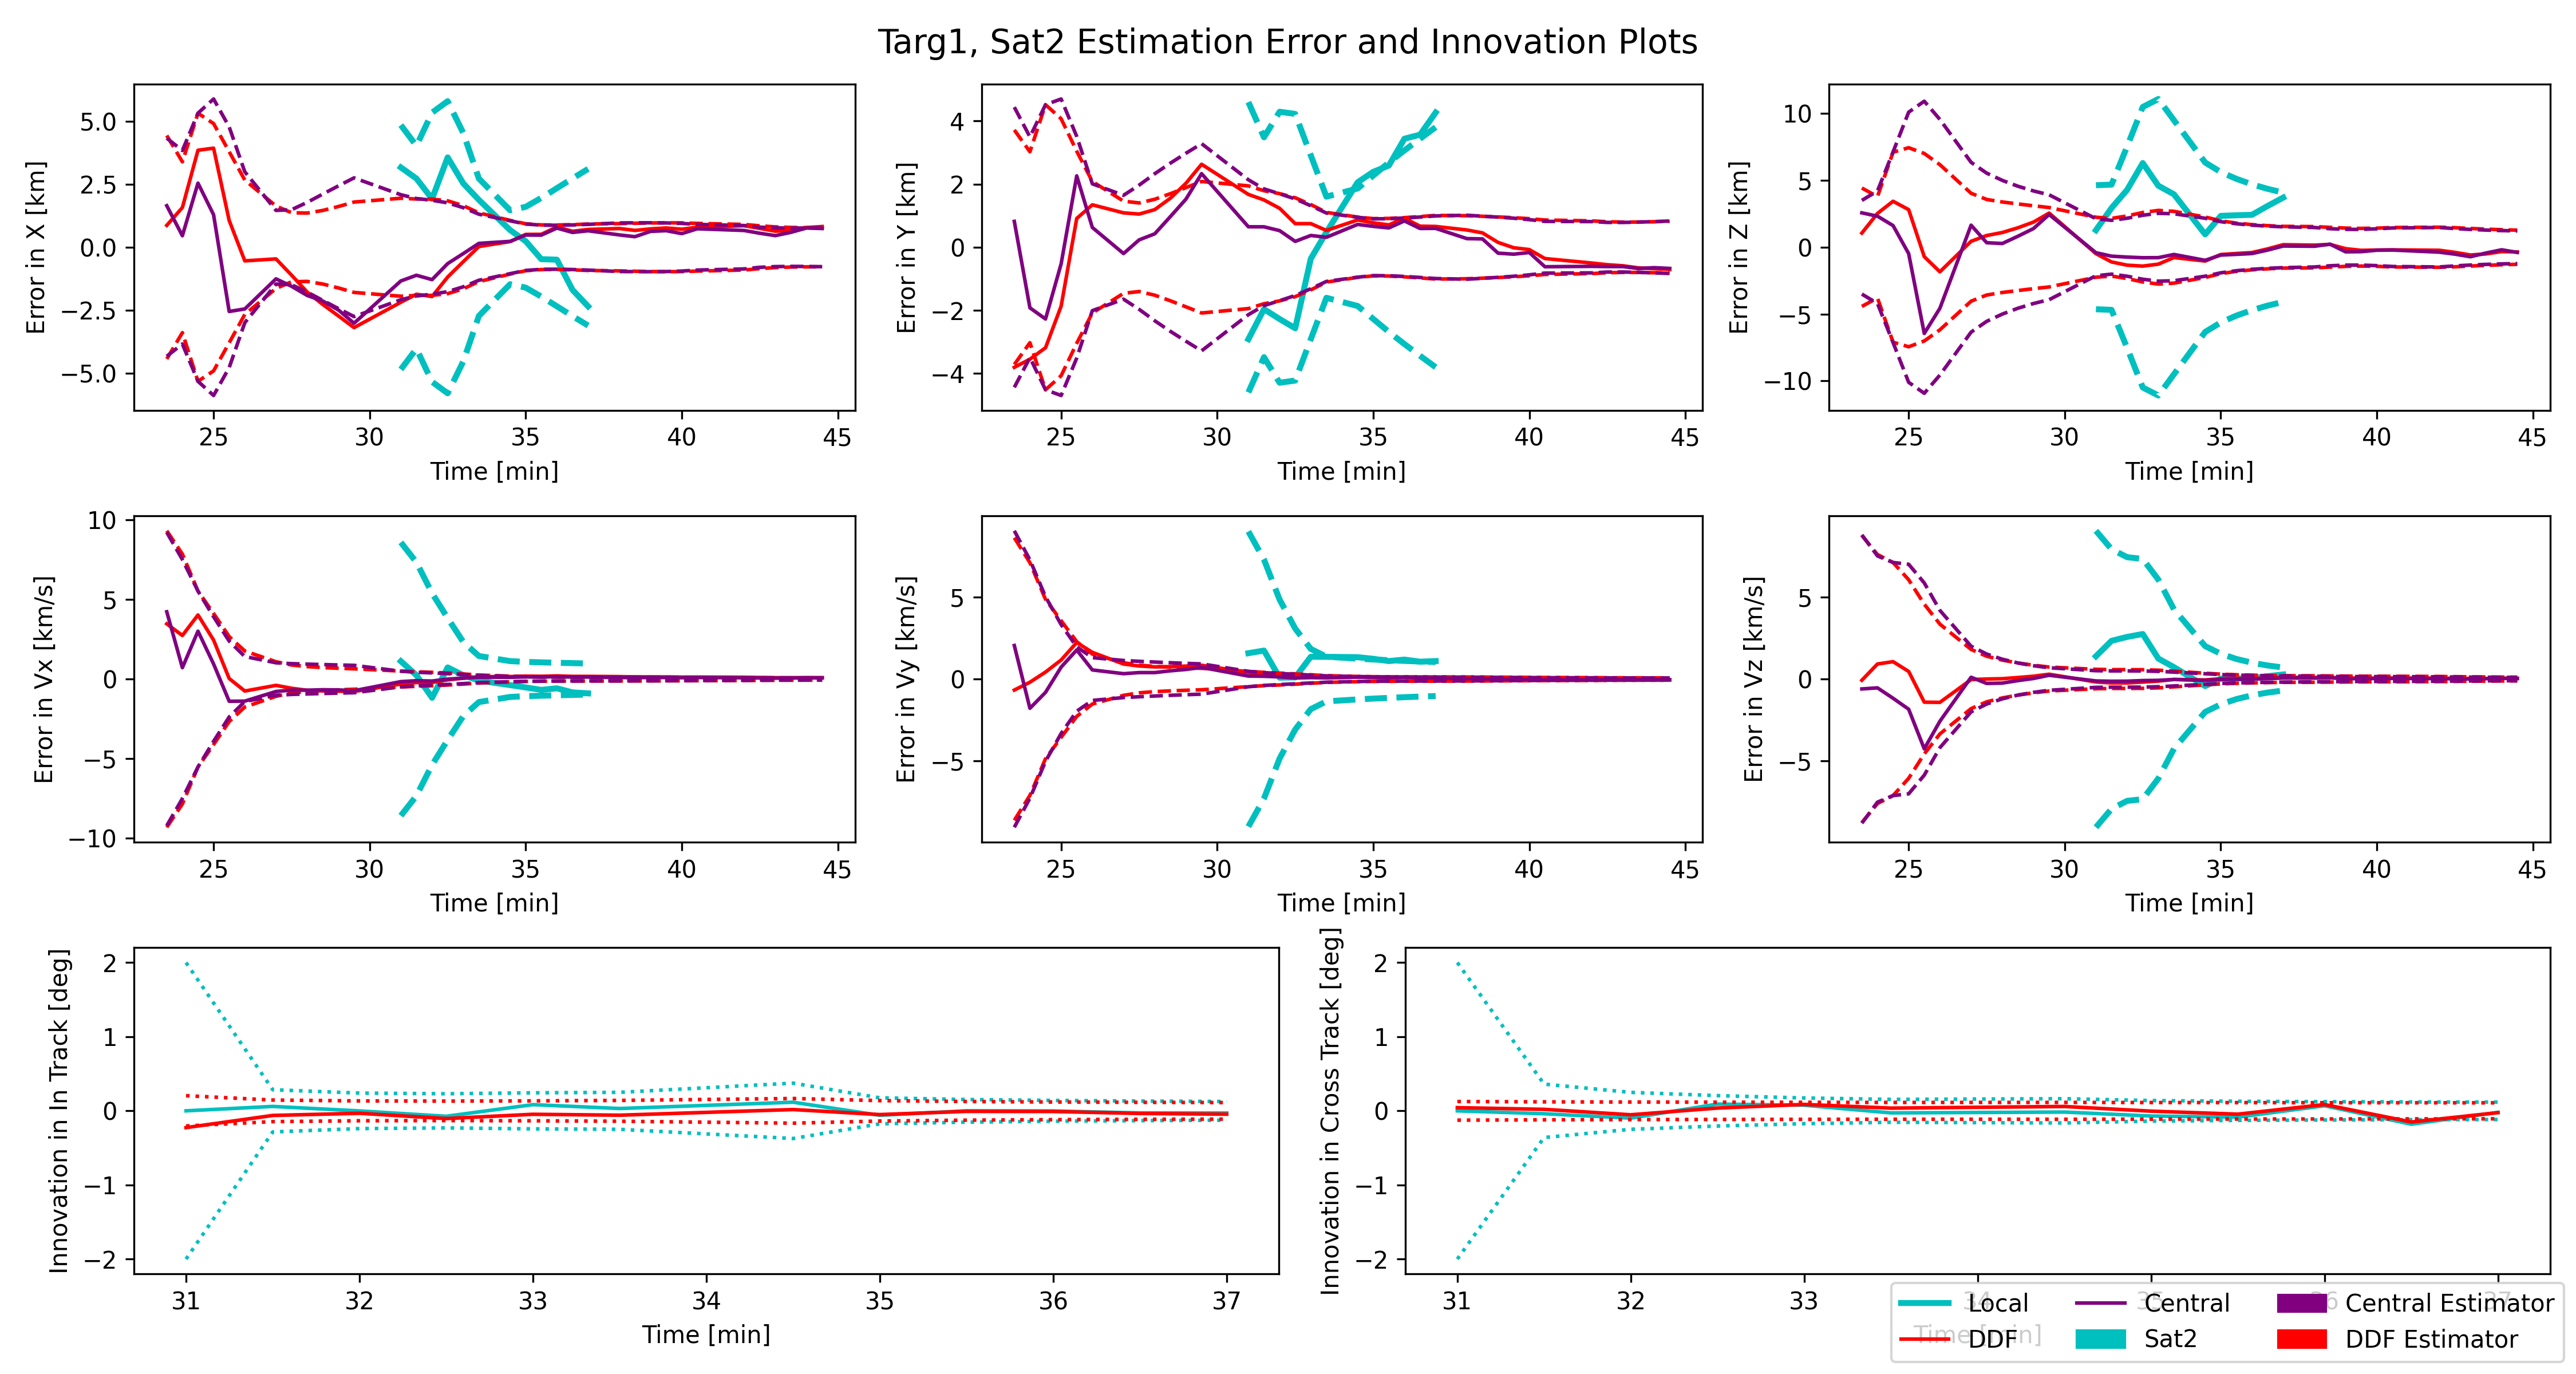 Targ1, Sat2 Estimation Error and Innovation Plots
Error in X [km]
5.0
2.5
0.0
−2.5
−5.0
25 30 35 40 45
Time [min]
Error in Y [km]
4
2
0
−2
−4
25 30 35 40 45
Time [min]
Error in Z [km]
10
5
0
−5
−10
25 30 35 40 45
Time [min]
Error in Vx [km/s]
10
5
0
−5
−10
25 30 35 40 45
Time [min]
Error in Vy [km/s]
5
0
−5
25 30 35 40 45
Time [min]
Error in Vz [km/s]
5
0
−5
25 30 35 40 45
Time [min]
Innovation in In Track [deg]
2
1
0
−1
−2
31 32 33 34 35 36 37
Time [min]
Innovation in Cross Track [deg]
2
1
0
−1
−2
31 32 33 34 35 36 37
Time [min]
Local Central Central Estimator
DDF Sat2 DDF Estimator